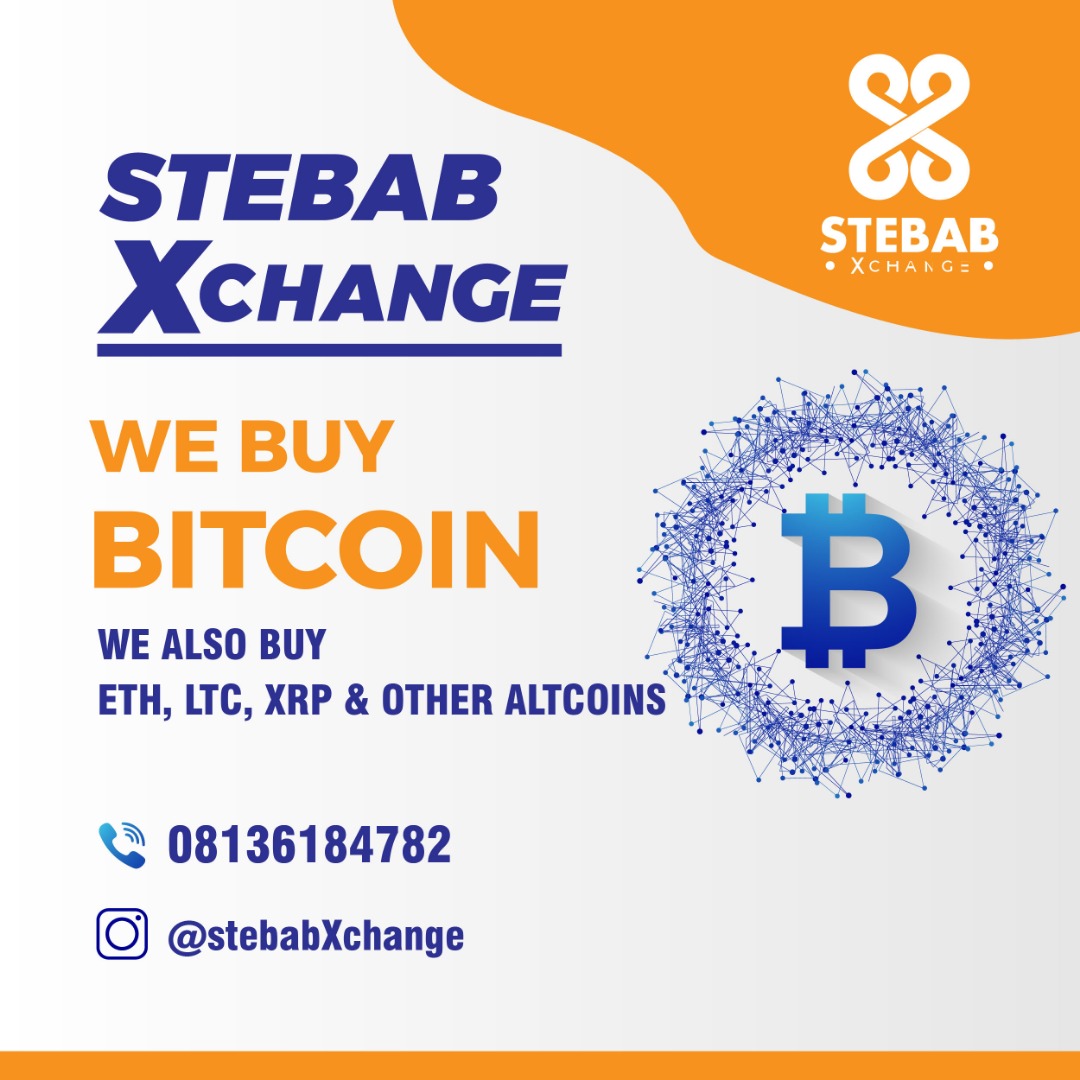 STEBAB
• XCHANGE •
STEBAB
XCHANGE
WE BUY
BITCOIN
WE ALSO BUY
ETH, LTC, XRP & OTHER ALTCOINS
08136184782
@stebabXchange